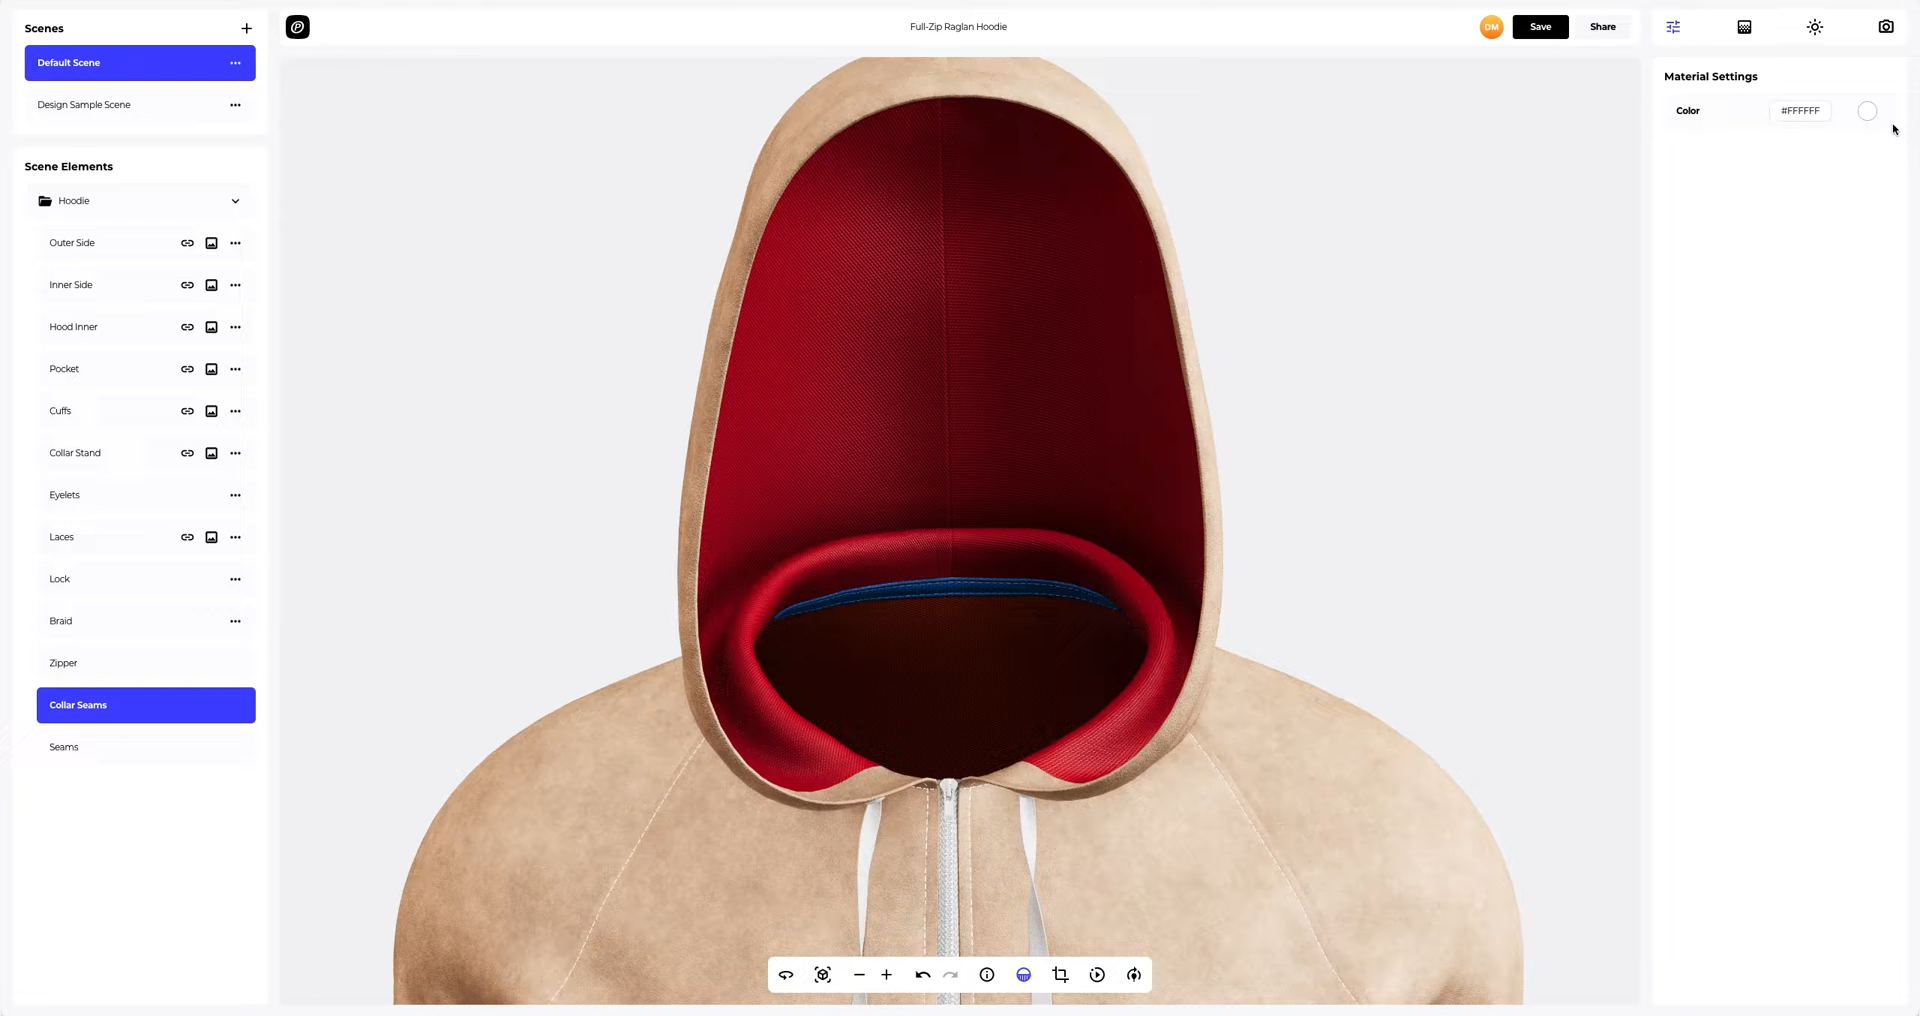 Scenes
Default Scene
Design Sample Scene
Scene Elements
Hoodie
Outer Side
Inner Side
Hood Inner
Pocket
Cuffs
Collar Stand
Eyelets
Laces
Lock
Braid
Zipper
Collar Seams
Seams
Full-Zip Raglan Hoodie
DM
Save
Share
Material Settings
Color
#FFFFFF